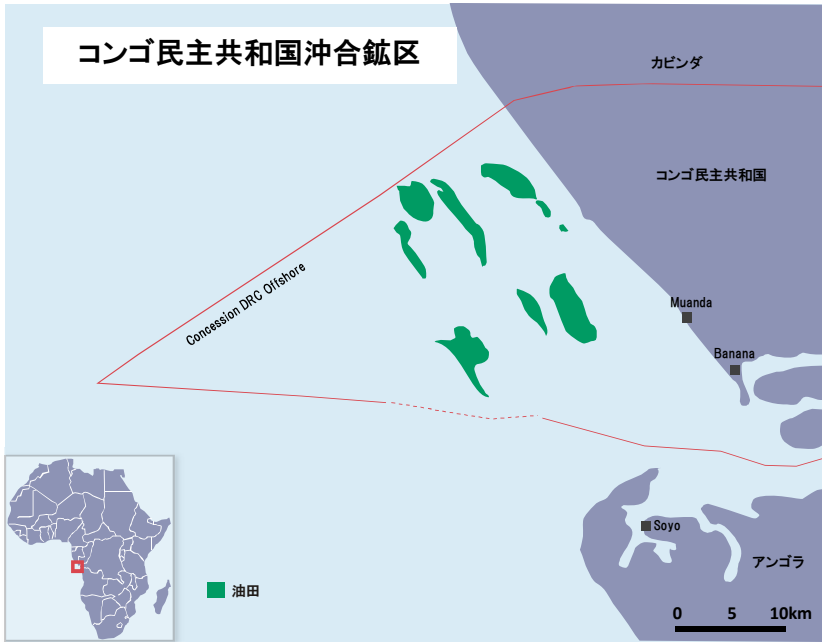 コンゴ民主共和国沖合鉱区
カビンダ
コンゴ民主共和国
Concession DRC Offshore
Muanda
Banana
Soyo
アンゴラ
油田
0 5 10km